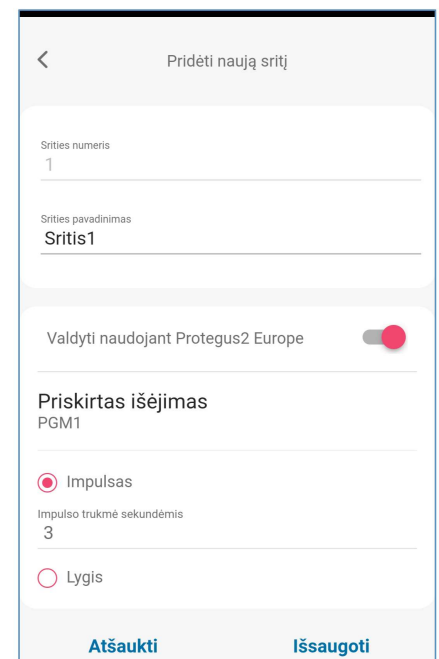 Pridėti naują sritį
Srities numeris
1
Srities pavadinimas
Sritis1
Valdyti naudojant Protegus2 Europe
Priskirtas išėjimas
PGM1
Impulsas
Impulso trukmė sekundėmis
3
Lygis
Atšaukti
Išsaugoti